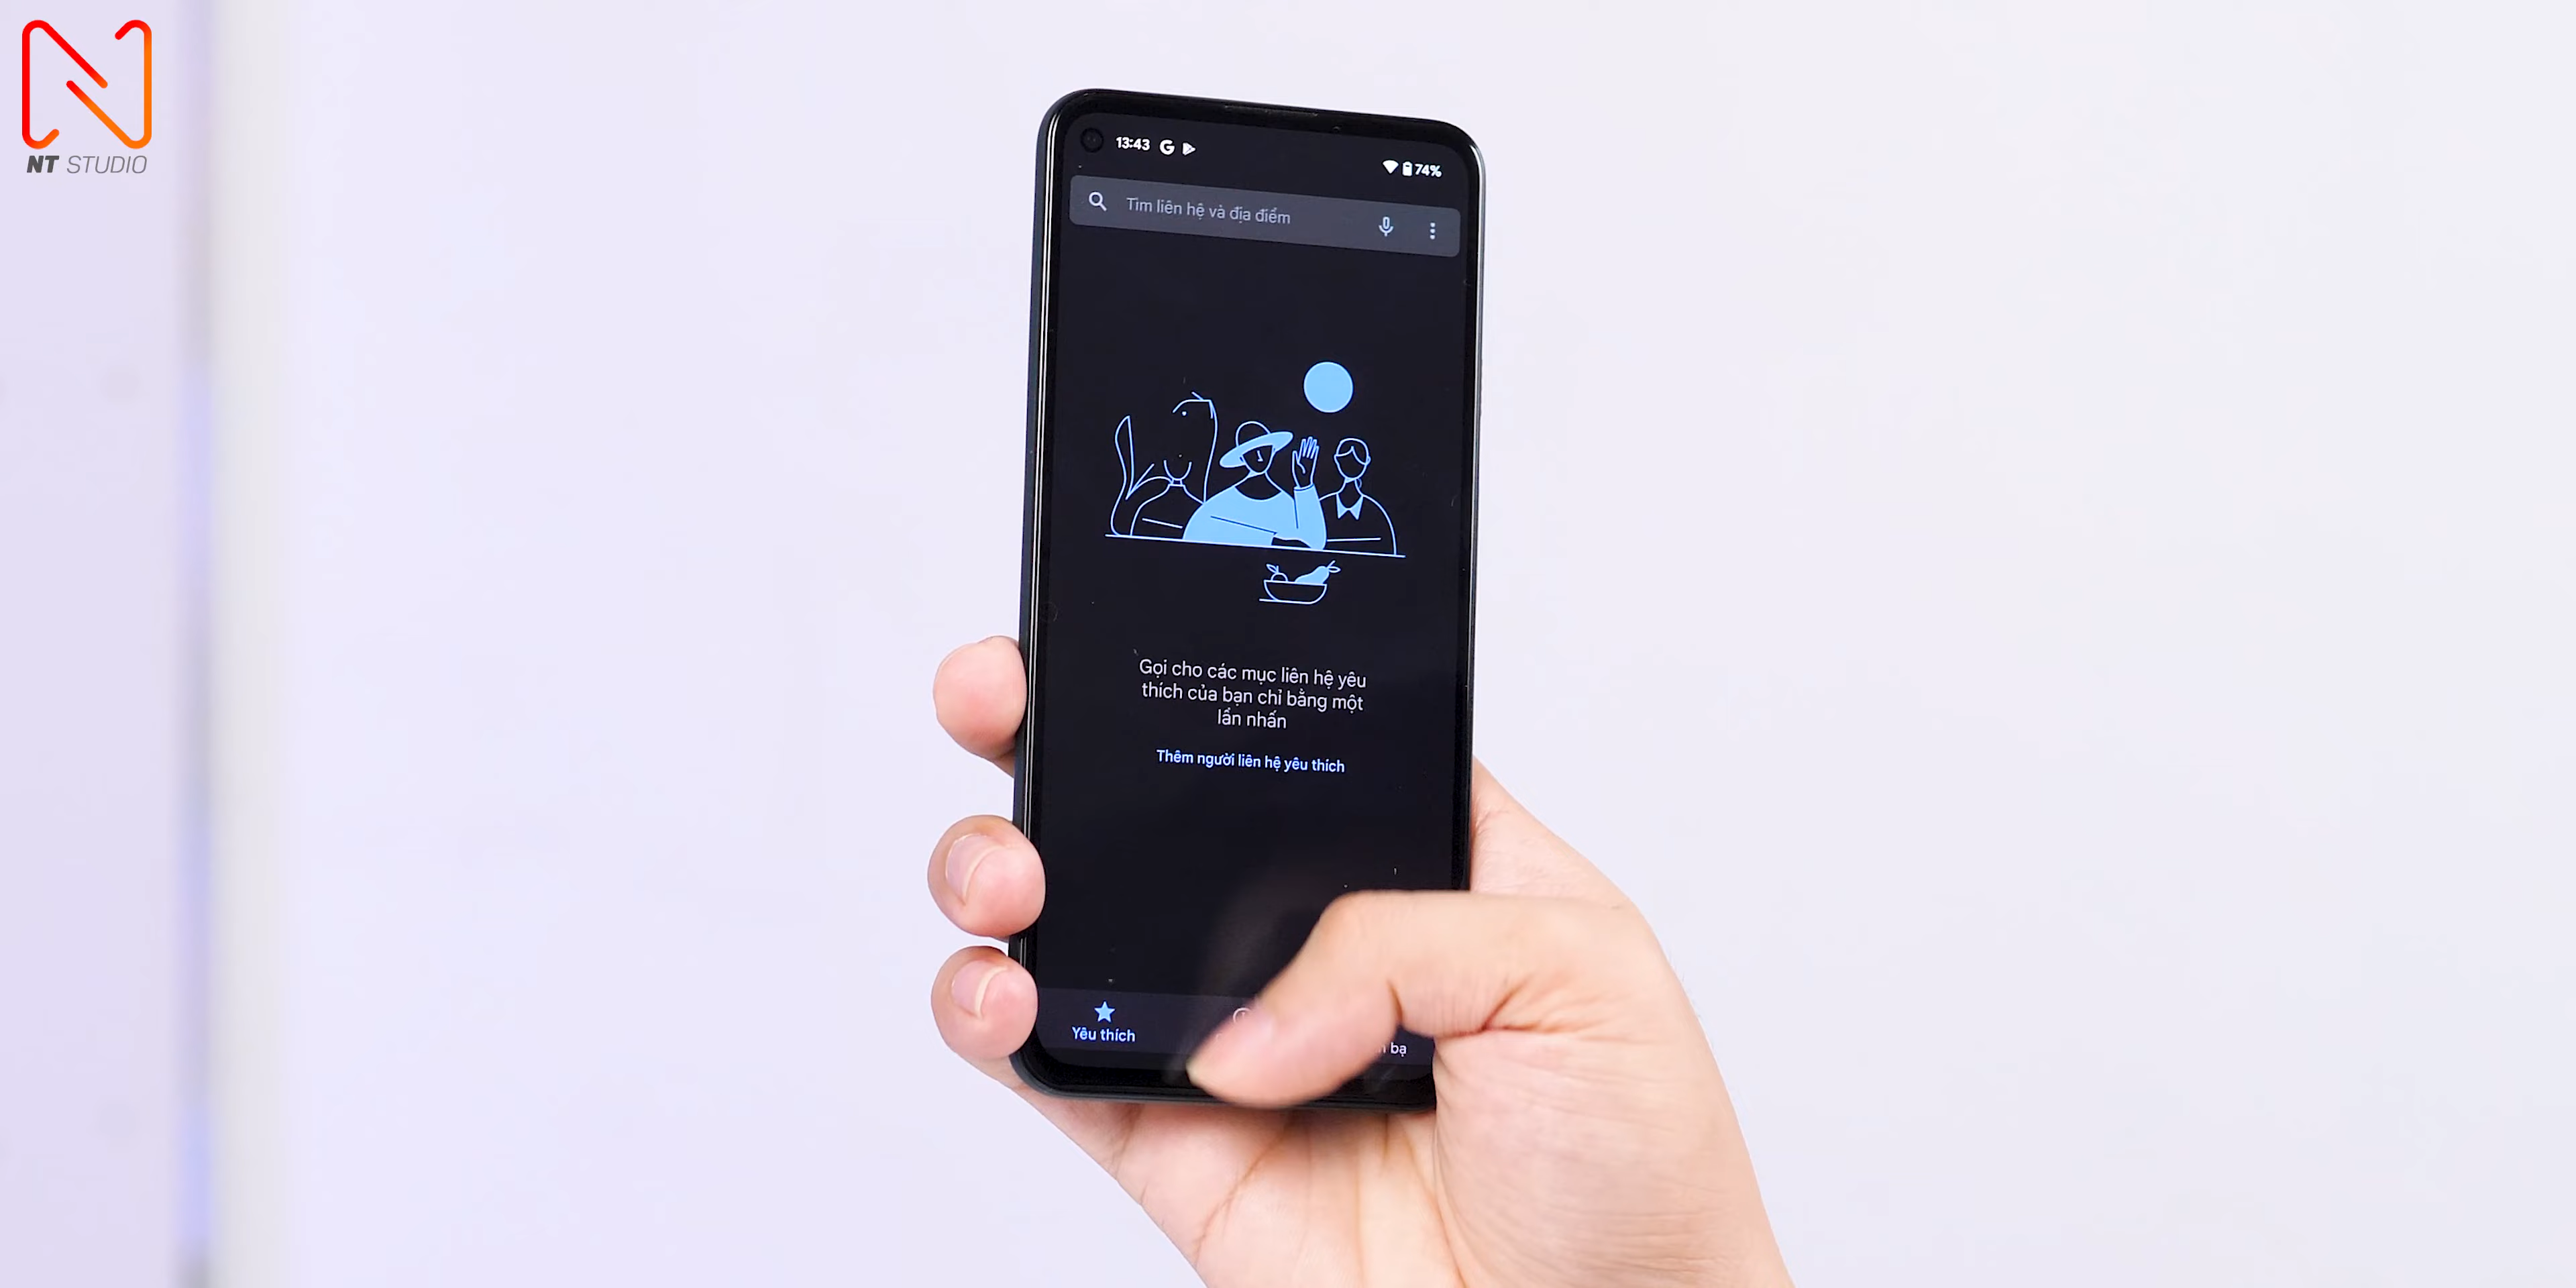 NT STUDIO
13:43
74%
Tìm liên hệ và địa điểm
Gọi cho các mục liên hệ yêu
thích của bạn chỉ bằng một
lần nhấn
Thêm người liên hệ yêu thích
Yêu thích
bạ